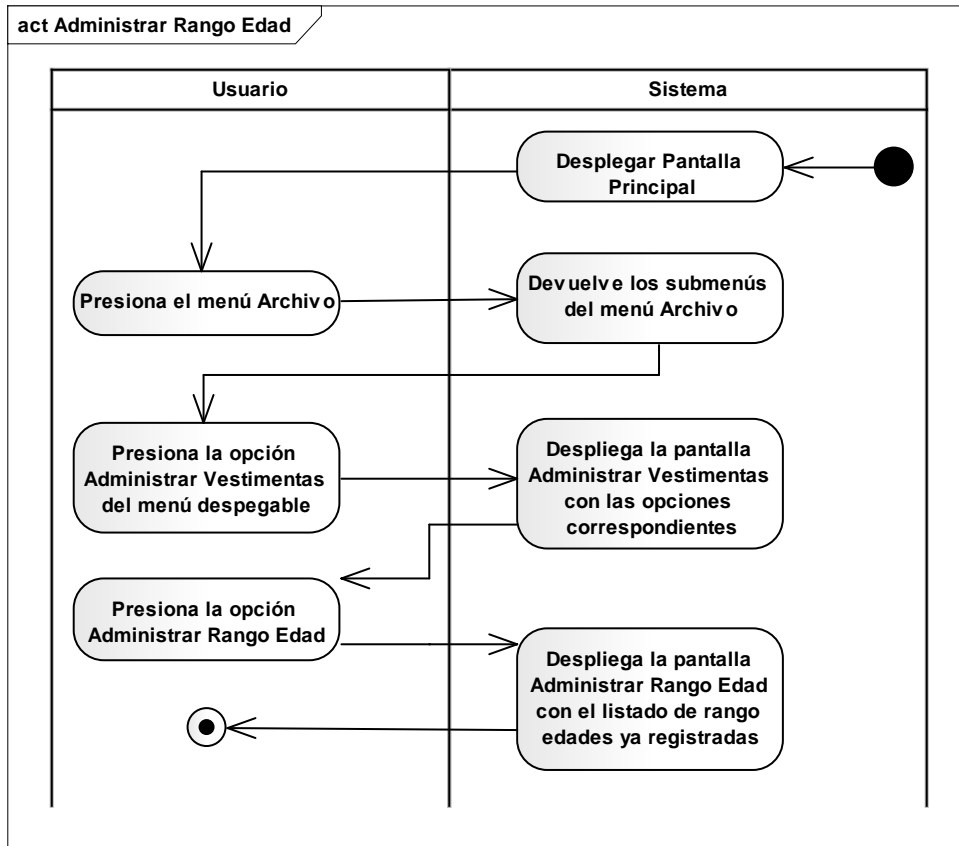 act Administrar Rango Edad
Usuario
Sistema
Desplegar Pantalla
Principal
Presiona el menú Archivo
Devuelve los submenús
del menú Archivo
Presiona la opción
Administrar Vestimentas
del menú despegable
Despliega la pantalla
Administrar Vestimentas
con las opciones
correspondientes
Presiona la opción
Administrar Rango Edad
Despliega la pantalla
Administrar Rango Edad
con el listado de rango
edades ya registradas